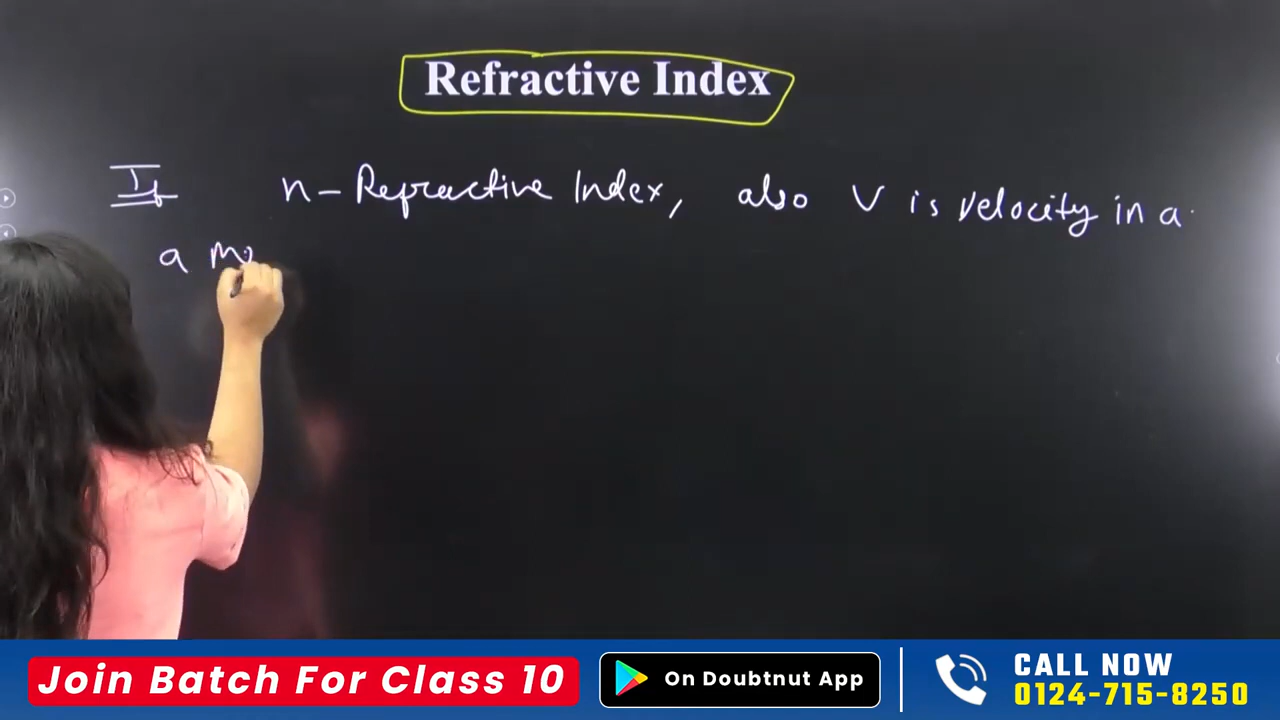 Refractive Index
If n - Refractive Index, also v is velocity in a
a mo
Join Batch For Class 10
On Doubtnut App
CALL NOW
0124-715-8250